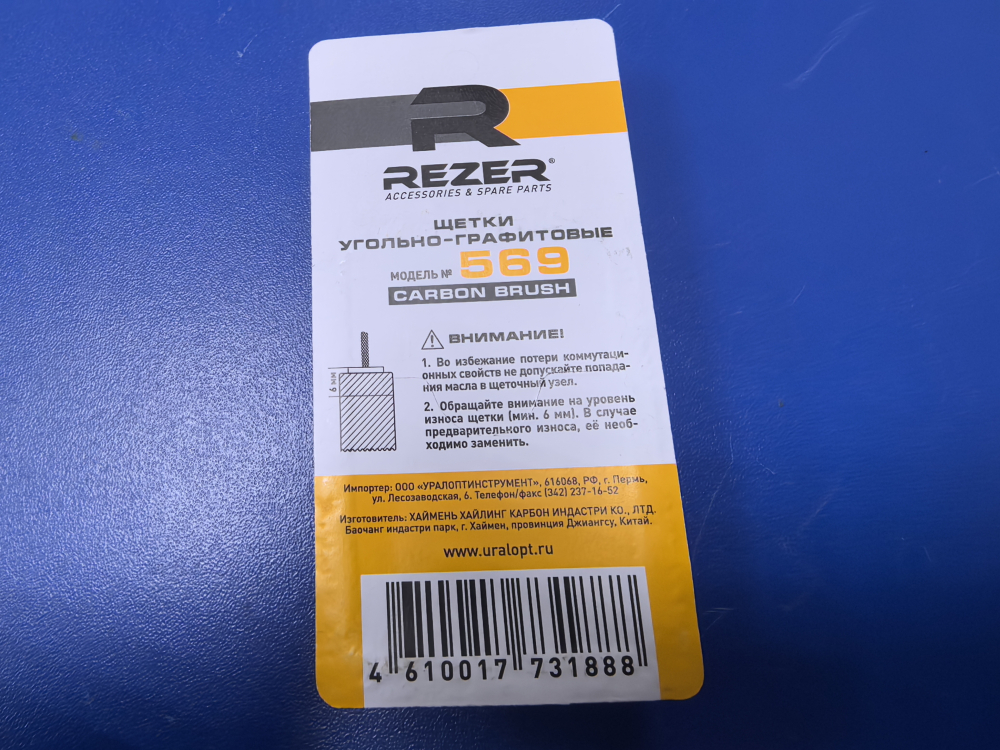 R
REZER®
ACCESSORIES & SPARE PARTS
ЩЕТКИ
УГОЛЬНО-ГРАФИТОВЫЕ
МОДЕЛЬ № 569
CARBON BRUSH
ВНИМАНИЕ!
6 мм
1. Во избежание потери коммутаци-
онных свойств не допускайте попада-
ния масла в щеточный узел.
2. Обращайте внимание на уровень
износа щетки (мин. 6 мм). В случае
предварительного износа, её необ-
ходимо заменить.
Импортер: ООО «УРАЛОПТИНСТРУМЕНТ», 616068, РФ, г. Пермь,
ул. Лесозаводская, 6. Телефон/факс (342) 237-16-52
Изготовитель: ХАЙМЕНЬ ХАЙЛИНГ КАРБОН ИНДАСТРИ КО., ЛТД.
Баочанг индастри парк, г. Хаймен, провинция Джиангсу, Китай.
www.uralopt.ru
4 610017 731888